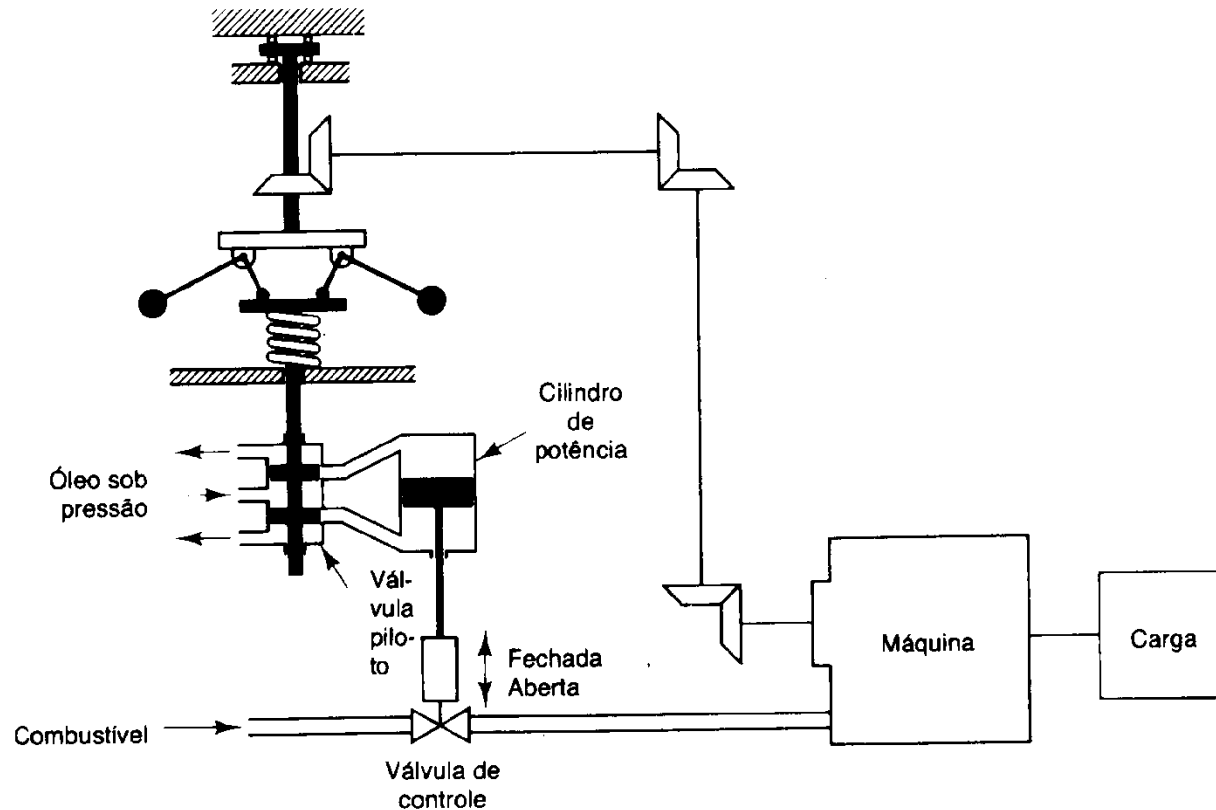 Cilindro
de
potência
Óleo sob
pressão
Vál-
vula
pilo-
to
Fechada
Aberta
Máquina
Carga
Combustível
Válvula de
controle